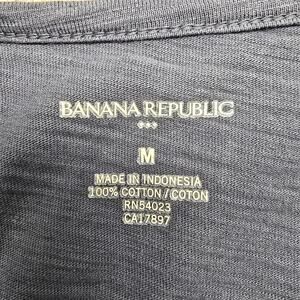 BANANA REPUBLIC
M
MADE IN INDONESIA
100% COTTON / COTON
RN54023
CA17897